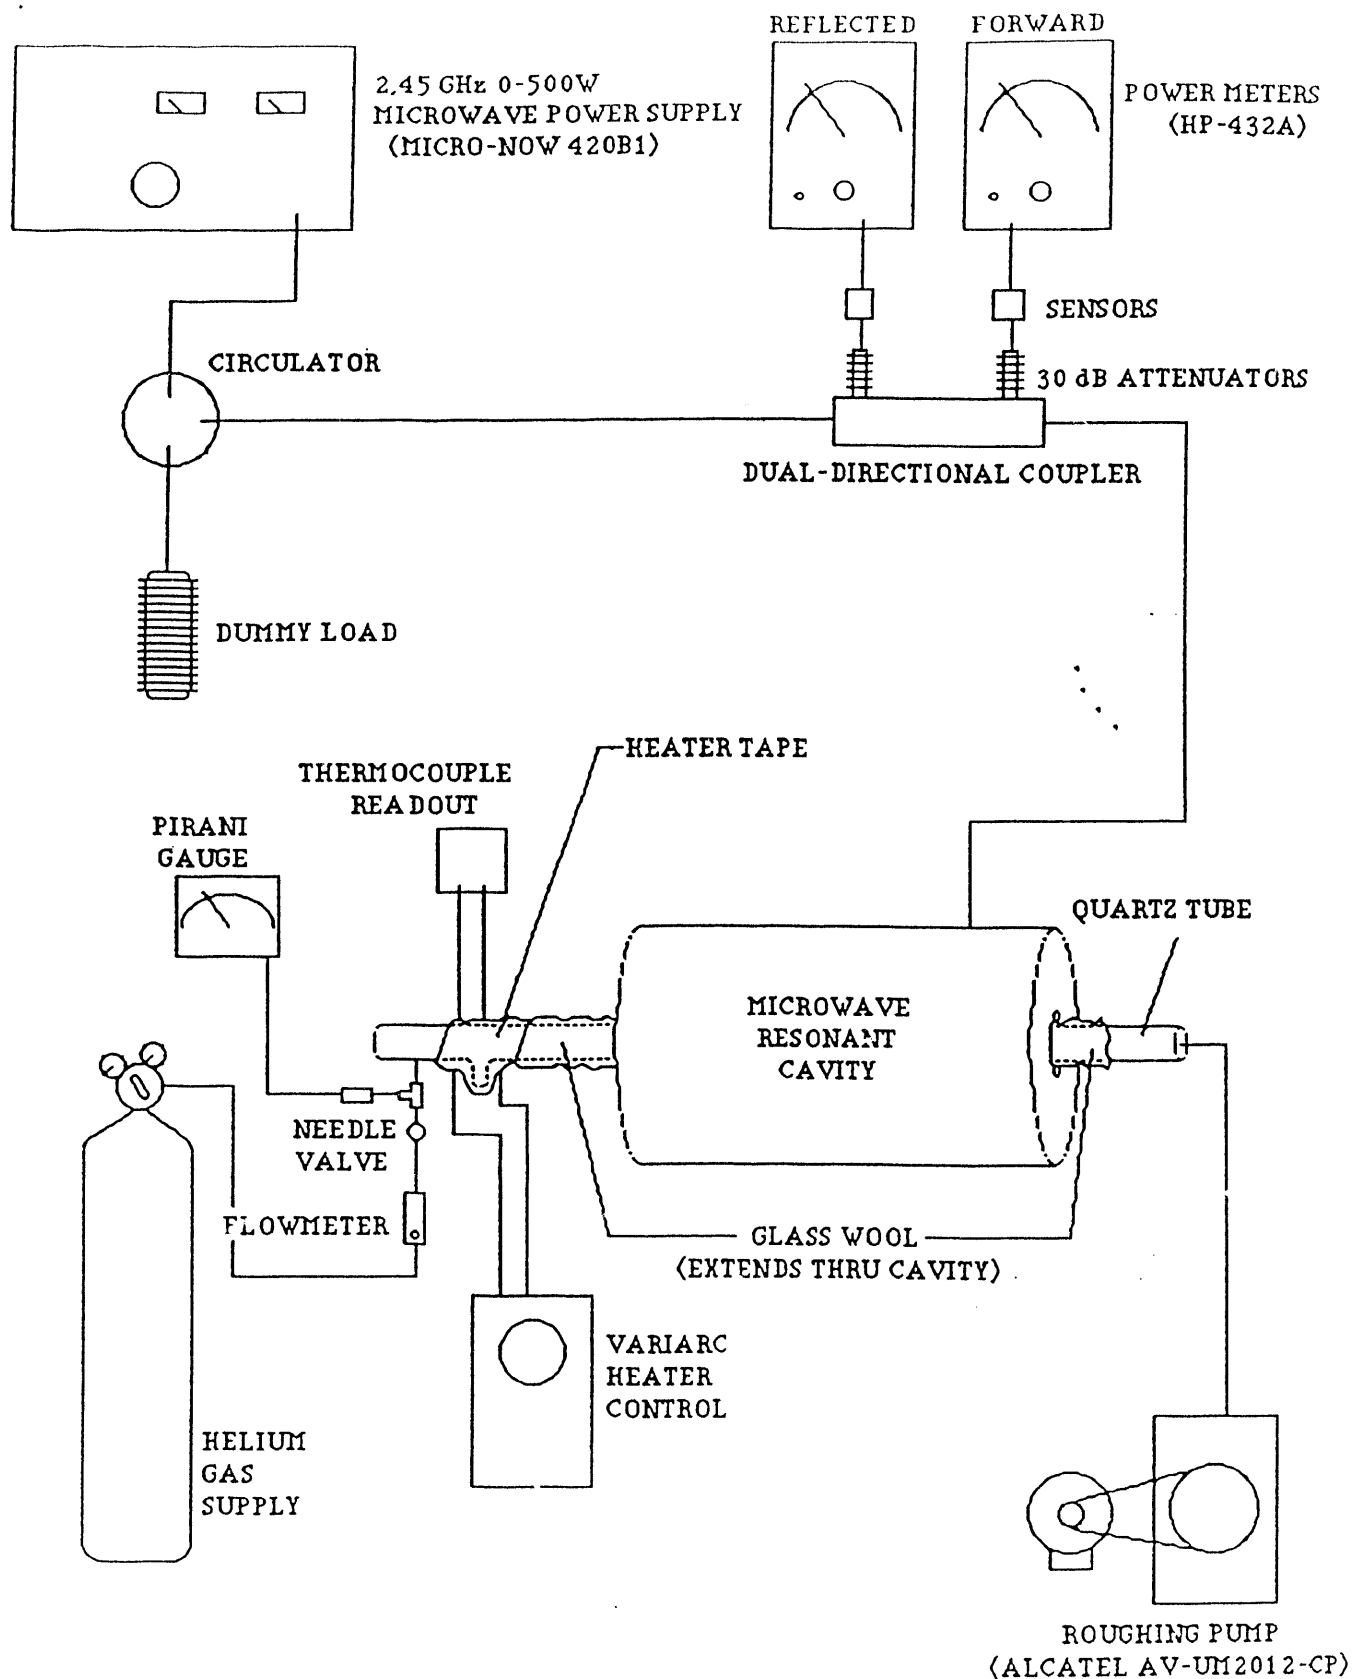 REFLECTED
FORWARD
2.45 GHz 0-500W
MICROWAVE POWER SUPPLY
(MICRO-NOW 420B1)
POWER METERS
(HP-432A)
SENSORS
CIRCULATOR
30 dB ATTENUATORS
DUAL-DIRECTIONAL COUPLER
DUMMY LOAD
HEATER TAPE
THERMOCOUPLE
READOUT
PIRANI
GAUGE
QUARTZ TUBE
MICROWAVE
RESONANT
CAVITY
NEEDLE
VALVE
FLOWMETER
GLASS WOOL
(EXTENDS THRU CAVITY)
VARIARC
HEATER
CONTROL
HELIUM
GAS
SUPPLY
ROUGHING PUMP
(ALCATEL AV-UM2012-CP)